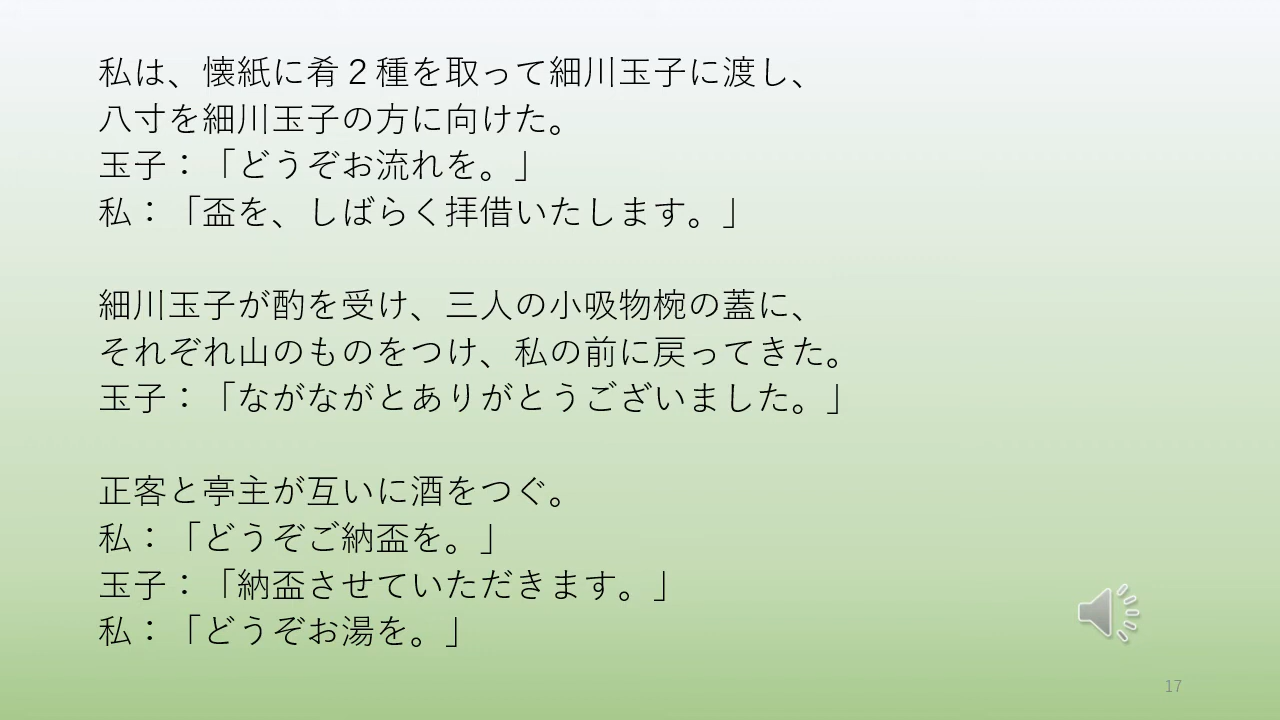 私は、懐紙に肴２種を取って細川玉子に渡し、
八寸を細川玉子の方に向けた。
玉子：「どうぞお流れを。」
私：「盃を、しばらく拝借いたします。」
細川玉子が酌を受け、三人の小吸物椀の蓋に、
それぞれ山のものをつけ、私の前に戻ってきた。
玉子：「ながながとありがとうございました。」
正客と亭主が互いに酒をつぐ。
私：「どうぞご納盃を。」
玉子：「納盃させていただきます。」
私：「どうぞお湯を。」
17